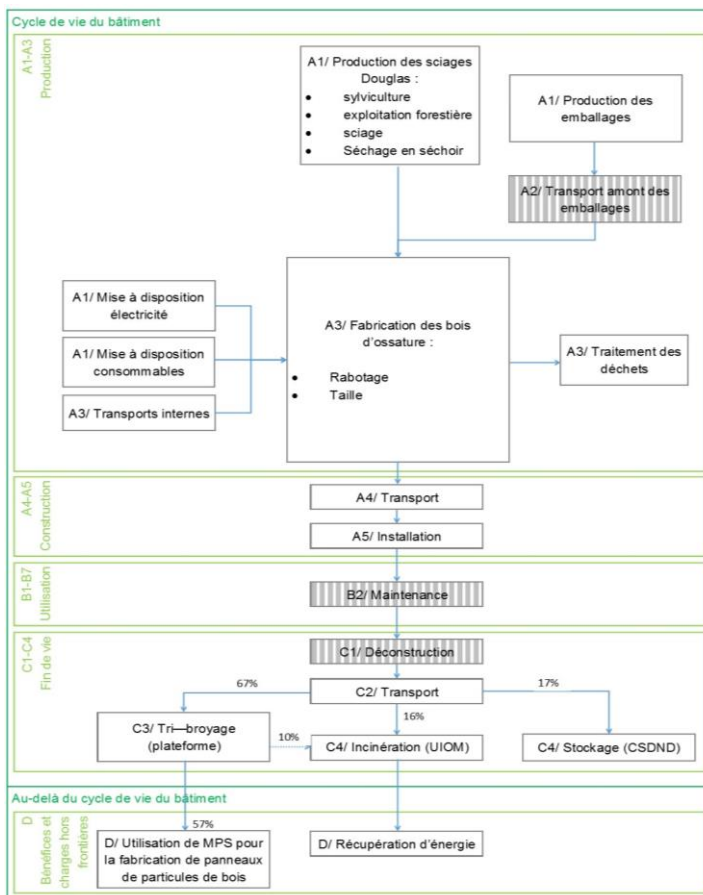 Cycle de vie du bâtiment
A1-A3
Production
A1/ Production des sciages
Douglas :
• sylviculture
• exploitation forestière
• sciage
• Séchage en séchoir
A1/ Production des
emballages
A2/ Transport amont des
emballages
A1/ Mise à disposition
électricité
A1/ Mise à disposition
consommables
A3/ Transports internes
A3/ Fabrication des bois
d'ossature :
• Rabotage
• Taille
A3/ Traitement des
déchets
A4-A5
Construction
A4/ Transport
A5/ Installation
B1-B7
Utilisation
B2/ Maintenance
C1-C4
Fin de vie
C1/ Déconstruction
67%
C2/ Transport
17%
16%
C3/ Tri—broyage
(plateforme)
10%
C4/ Incinération (UIOM)
C4/ Stockage (CSDND)
Au-delà du cycle de vie du bâtiment
D
Bénéfices et
charges hors
frontières
57%
D/ Utilisation de MPS pour
la fabrication de panneaux
de particules de bois
D/ Récupération d'énergie